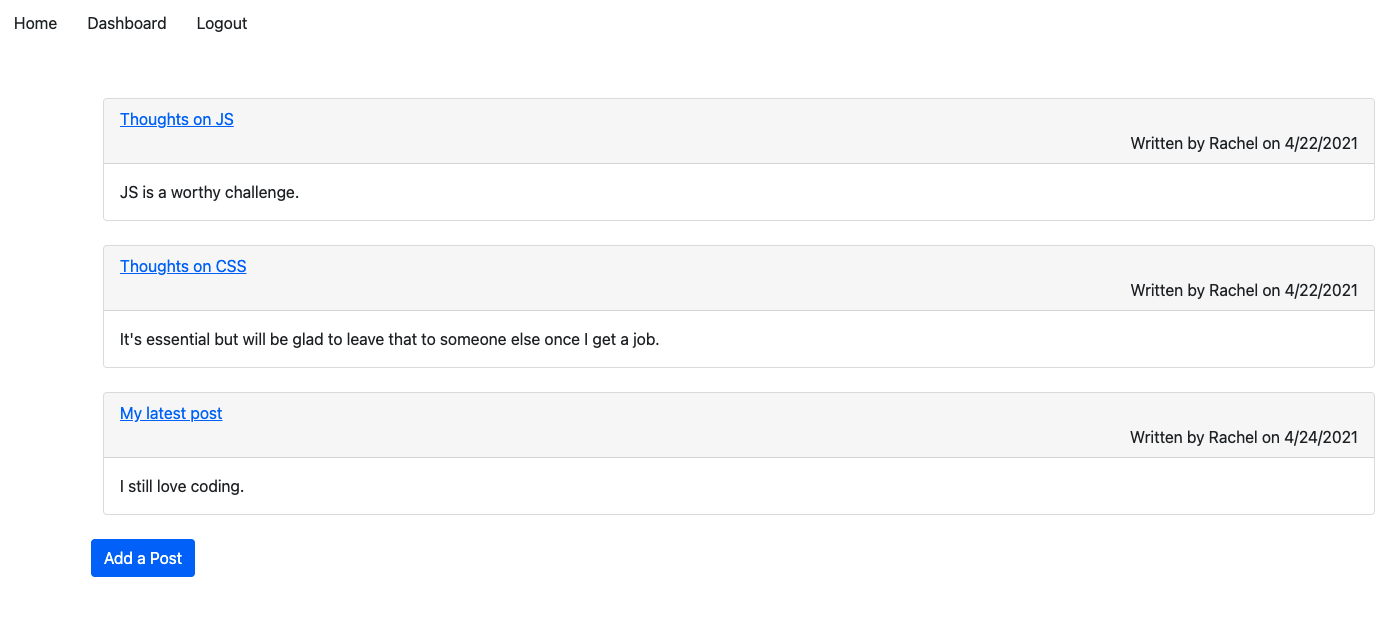 Home Dashboard Logout
Thoughts on JS
Written by Rachel on 4/22/2021
JS is a worthy challenge.
Thoughts on CSS
Written by Rachel on 4/22/2021
It's essential but will be glad to leave that to someone else once I get a job.
My latest post
Written by Rachel on 4/24/2021
I still love coding.
Add a Post